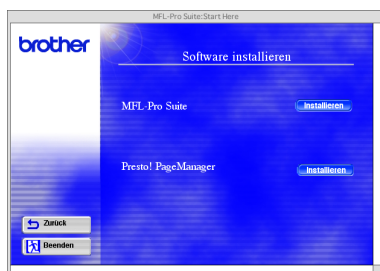 MFL-Pro Suite:Start Here
brother
Software installieren
MFL-Pro Suite
Installieren
Presto! PageManager
Installieren
Zurück
Beenden